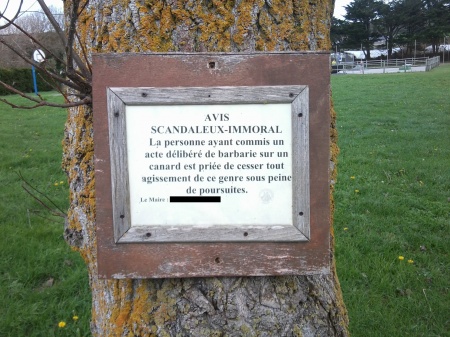 AVIS
SCANDALEUX-IMMORAL
La personne ayant commis un
acte délibéré de barbarie sur un
canard est priée de cesser tout
agissement de ce genre sous peine
de poursuites.
Le Maire :